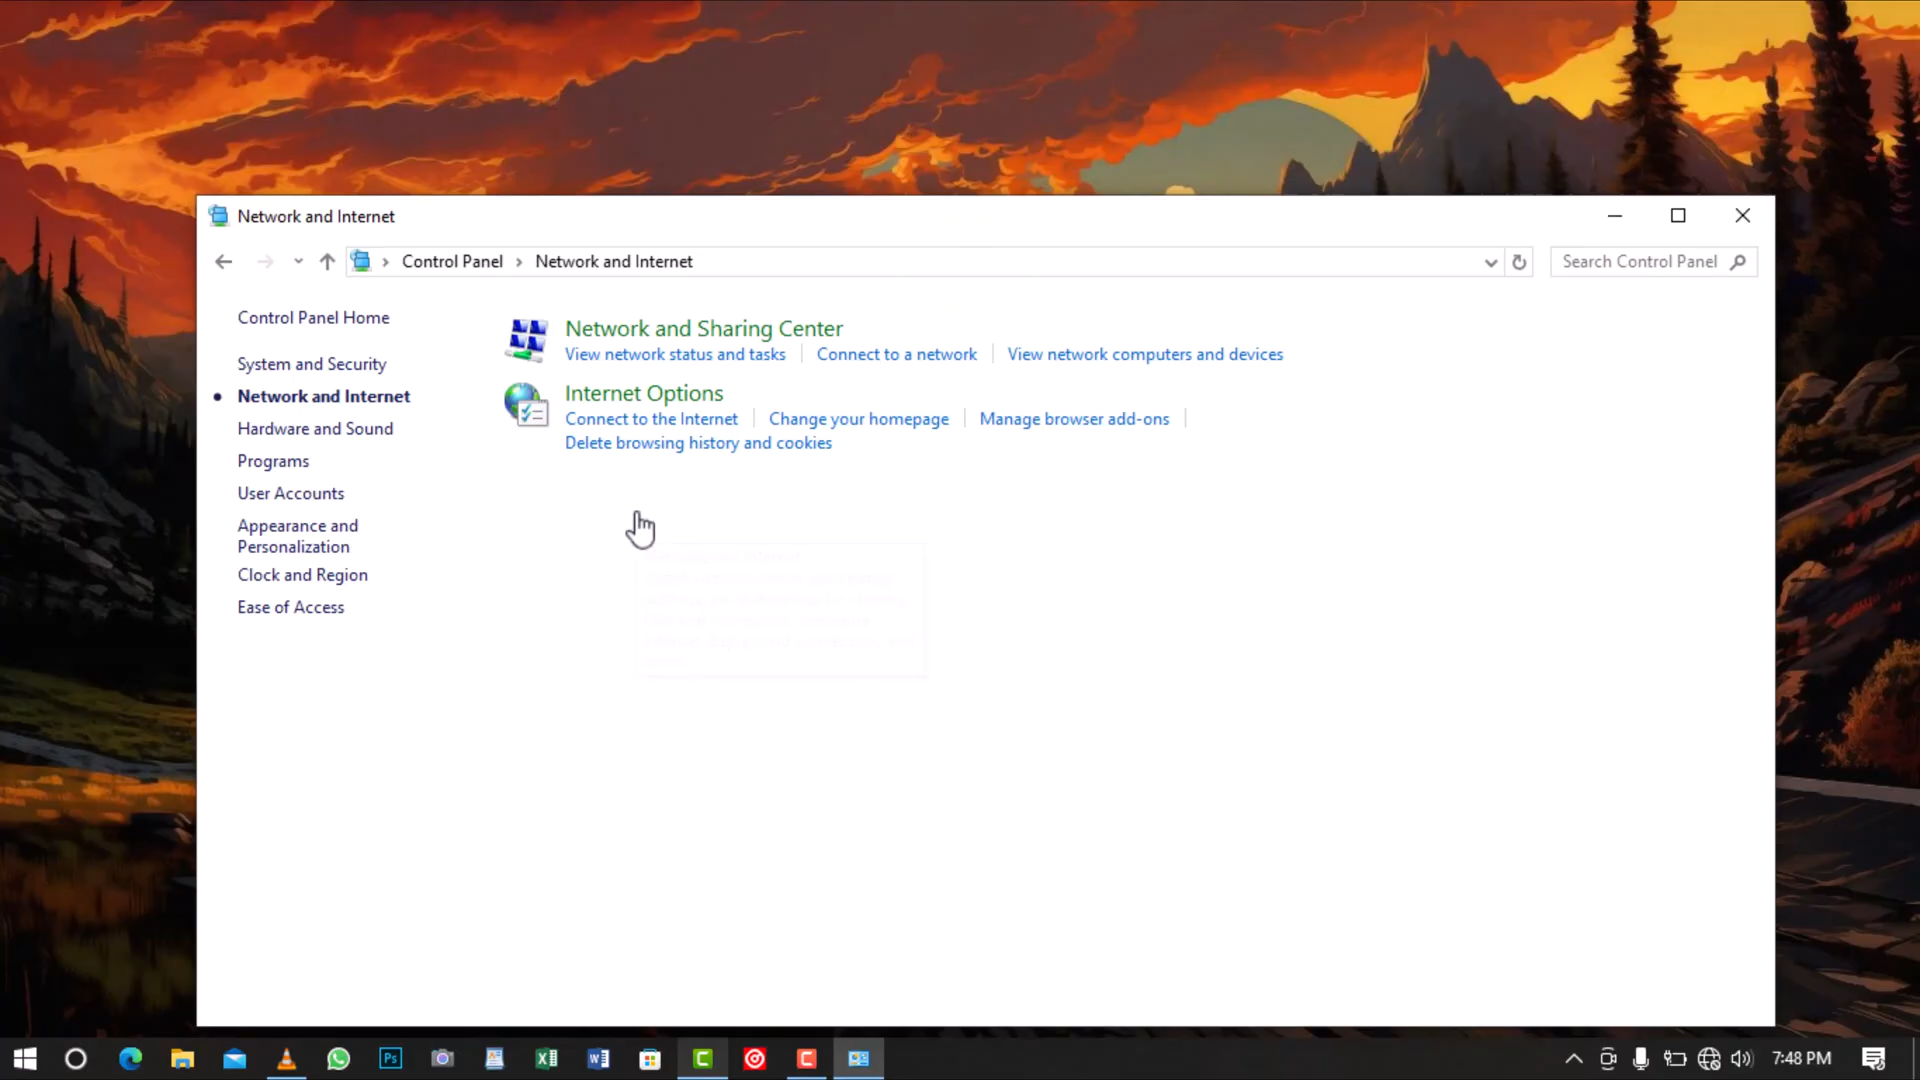 Network and Internet
Control Panel > Network and Internet
Search Control Panel
Control Panel Home
System and Security
Network and Internet
Hardware and Sound
Programs
User Accounts
Appearance and
Personalization
Clock and Region
Ease of Access
Network and Sharing Center
View network status and tasks
Connect to a network
View network computers and devices
Internet Options
Connect to the Internet
Change your homepage
Manage browser add-ons
Delete browsing history and cookies
Ps
7:48 PM